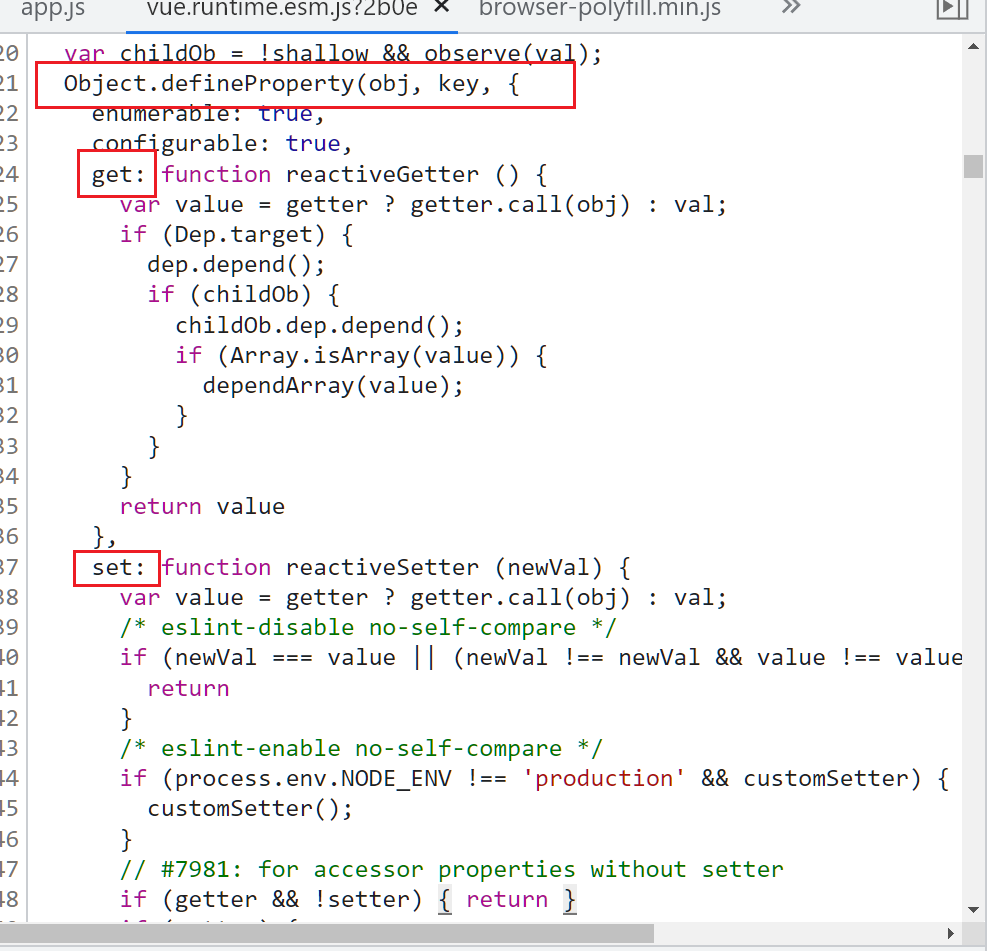 app.js vue.runtime.esm.js?2b0e × browser-polyfill.min.js »
20 var childOb = !shallow && observe(val);
21 Object.defineProperty(obj, key, {
22 enumerable: true,
23 configurable: true,
24 get: function reactiveGetter () {
25 var value = getter ? getter.call(obj) : val;
26 if (Dep.target) {
27 dep.depend();
28 if (childOb) {
29 childOb.dep.depend();
30 if (Array.isArray(value)) {
31 dependArray(value);
32 }
33 }
34 }
35 return value
36 },
37 set: function reactiveSetter (newVal) {
38 var value = getter ? getter.call(obj) : val;
39 /* eslint-disable no-self-compare */
40 if (newVal === value || (newVal !== newVal && value !== value
41 return
42 }
43 /* eslint-enable no-self-compare */
44 if (process.env.NODE_ENV !== 'production' && customSetter) {
45 customSetter();
46 }
47 // #7981: for accessor properties without setter
48 if (getter && !setter) { return }